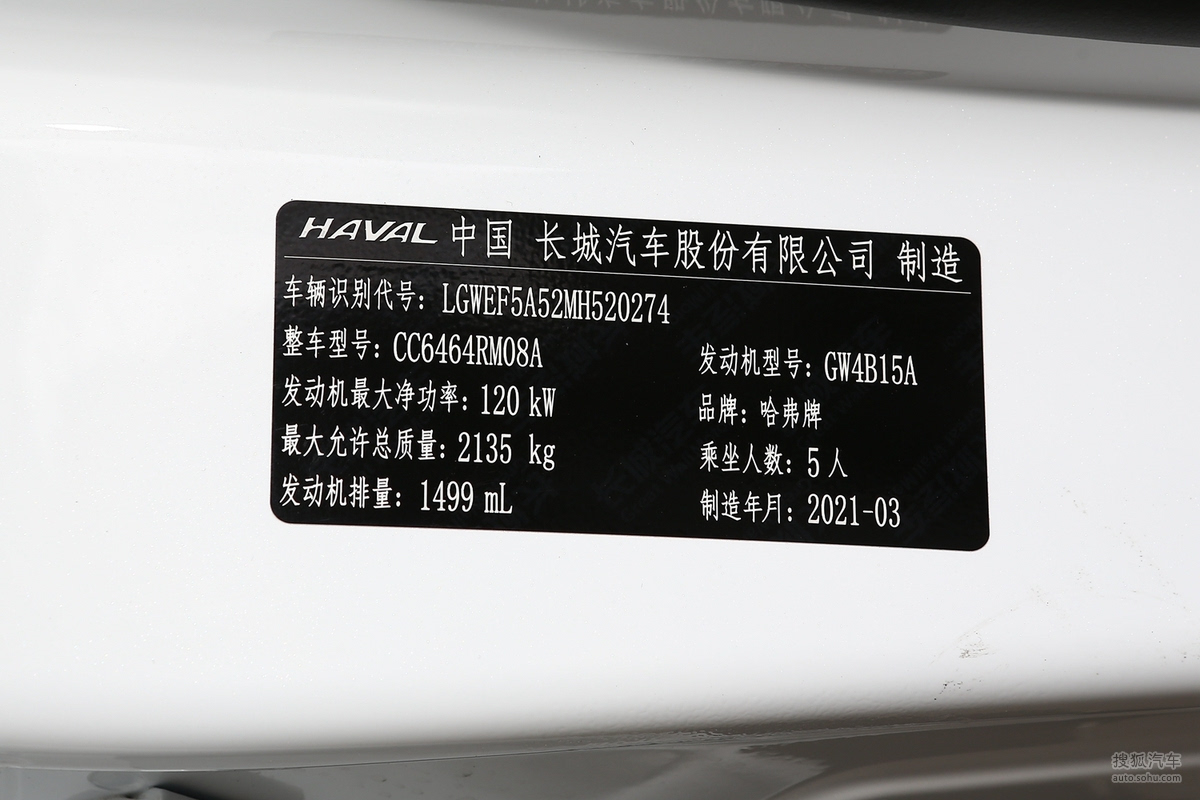 HAVAL 中国 长城汽车股份有限公司 制造
车辆识别代号: LGWEF5A52MH520274
整车型号: CC6464RM08A 发动机型号: GW4B15A
发动机最大净功率: 120 kW 品牌: 哈弗牌
最大允许总质量: 2135 kg 乘坐人数: 5人
发动机排量: 1499 mL 制造年月: 2021-03
搜狐汽车
auto.sohu.com